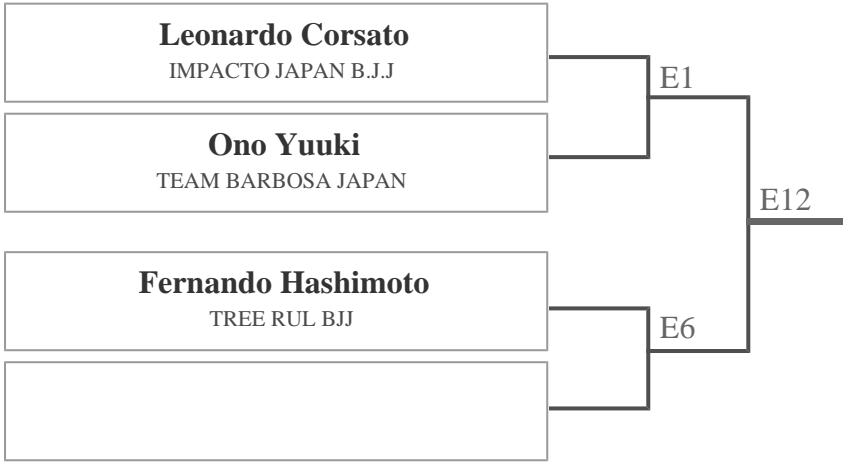 Leonardo Corsato
IMPACTO JAPAN B.J.J
E1
Ono Yuuki
TEAM BARBOSA JAPAN
E12
Fernando Hashimoto
TREE RUL BJJ
E6